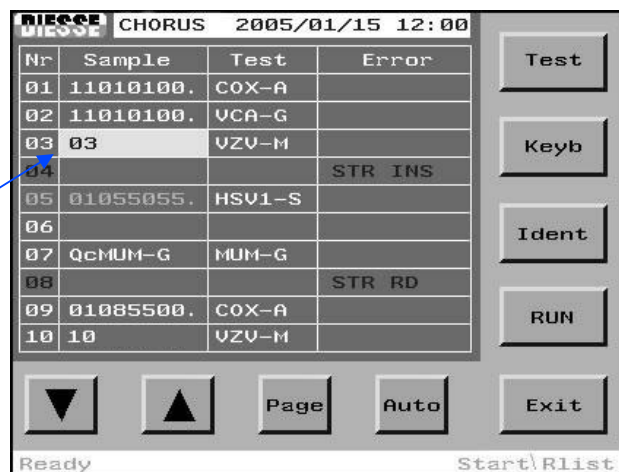 DIESSE CHORUS 2005/01/15 12:00
Nr Sample Test Error
01 11010100. COX-A
02 11010100. VCA-G
03 03 VZV-M
04 STR INS
05 01055055. HSV1-S
06
07 QcMUM-G MUM-G
08 STR RD
09 01085500. COX-A
10 10 VZV-M
Test
Keyb
Ident
RUN
Page Auto Exit
Ready Start\Rlist